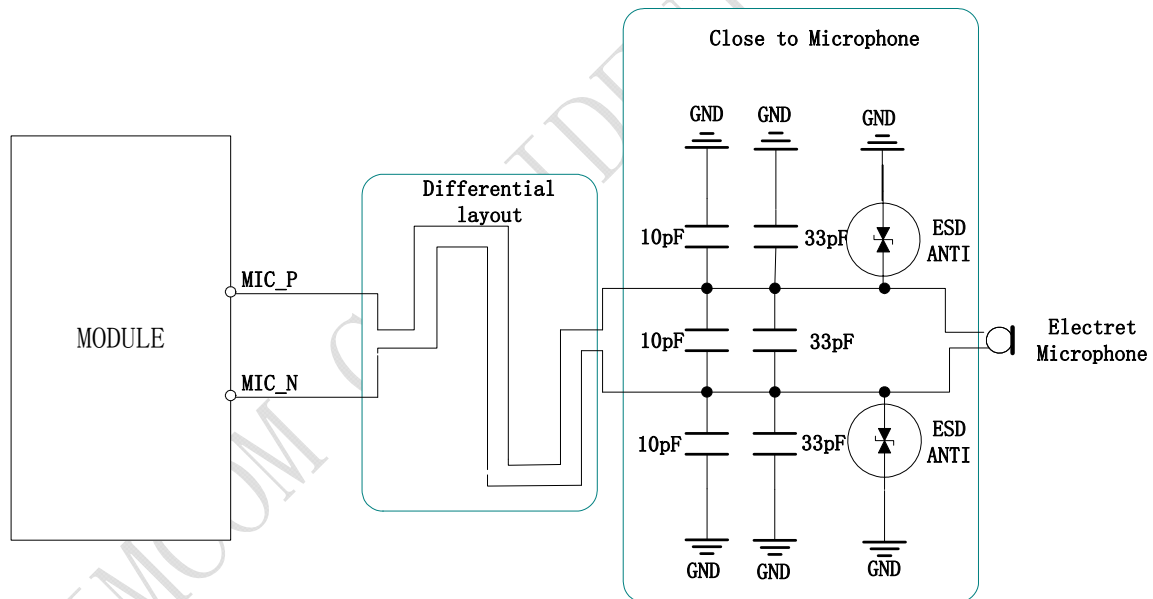 Close to Microphone
GND
GND
GND
Differential
layout
10pF
33pF
ESD
ANTI
MIC_P
MODULE
10pF
33pF
Electret
Microphone
MIC_N
10pF
33pF
ESD
ANTI
GND
GND
GND